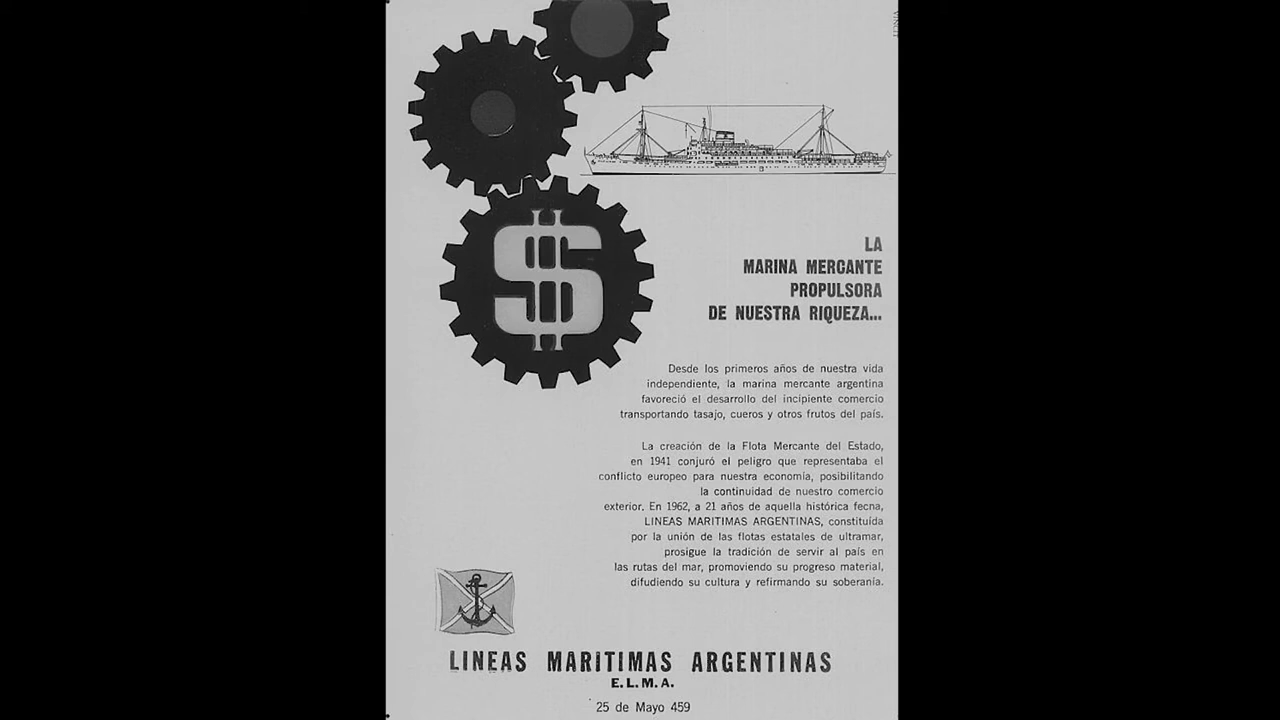 LA
MARINA MERCANTE
PROPULSORA
DE NUESTRA RIQUEZA...
Desde los primeros años de nuestra vida
independiente, la marina mercante argentina
favoreció el desarrollo del incipiente comercio
transportando tasajo, cueros y otros frutos del país.
La creación de la Flota Mercante del Estado,
en 1941 conjuró el peligro que representaba el
conflicto europeo para nuestra economía, posibilitando
la continuidad de nuestro comercio
exterior. En 1962, a 21 años de aquella histórica fecna,
LINEAS MARITIMAS ARGENTINAS, constituída
por la unión de las flotas estatales de ultramar,
prosigue la tradición de servir al país en
las rutas del mar, promoviendo su progreso material,
difudiendo su cultura y refirmando su soberanía.
LINEAS MARITIMAS ARGENTINAS
E.L.M.A.
25 de Mayo 459